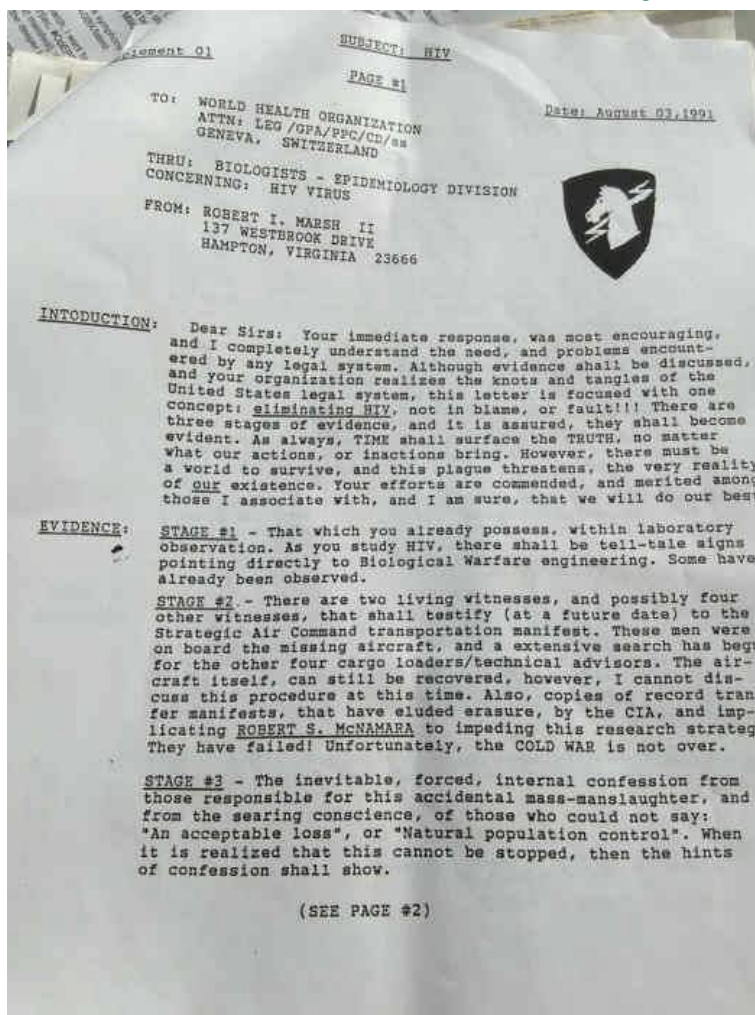 SUBJECT: HIV
PAGE #1
Date: August 03,1991
TO: WORLD HEALTH ORGANIZATION
ATTN: LEG/GPA/PPC/CD/ss
GENEVA, SWITZERLAND
THRU: BIOLOGISTS - EPIDEMIOLOGY DIVISION
CONCERNING: HIV VIRUS
FROM: ROBERT I. MARSH II
137 WESTBROOK DRIVE
HAMPTON, VIRGINIA 23666
INTODUCTION: Dear Sirs: Your immediate response, was most encouraging,
and I completely understand the need, and problems encount-
ered by any legal system. Although evidence shall be discussed,
and your organization realizes the knots and tangles of the
United States legal system, this letter is focused with one
concept: eliminating HIV, not in blame, or fault!!! There are
three stages of evidence, and it is assured, they shall become
evident. As always, TIME shall surface the TRUTH, no matter
what our actions, or inactions bring. However, there must be
a world to survive, and this plague threatens, the very reality
of our existence. Your efforts are commended, and merited among
those I associate with, and I am sure, that we will do our best
EVIDENCE: STAGE #1 - That which you already possess, within laboratory
observation. As you study HIV, there shall be tell-tale signs
pointing directly to Biological Warfare engineering. Some have
already been observed.
STAGE #2 - There are two living witnesses, and possibly four
other witnesses, that shall testify (at a future date) to the
Strategic Air Command transportation manifest. These men were
on board the missing aircraft, and a extensive search has begu
for the other four cargo loaders/technical advisors. The air-
craft itself, can still be recovered, however, I cannot dis-
cuss this procedure at this time. Also, copies of record tran
fer manifests, that have eluded erasure, by the CIA, and imp-
licating ROBERT S. McNAMARA to impeding this research strateg
They have failed! Unfortunately, the COLD WAR is not over.
STAGE #3 - The inevitable, forced, internal confession from
those responsible for this accidental mass-manslaughter, and
from the searing conscience, of those who could not say:
"An acceptable loss", or "Natural population control". When
it is realized that this cannot be stopped, then the hints
of confession shall show.
(SEE PAGE #2)